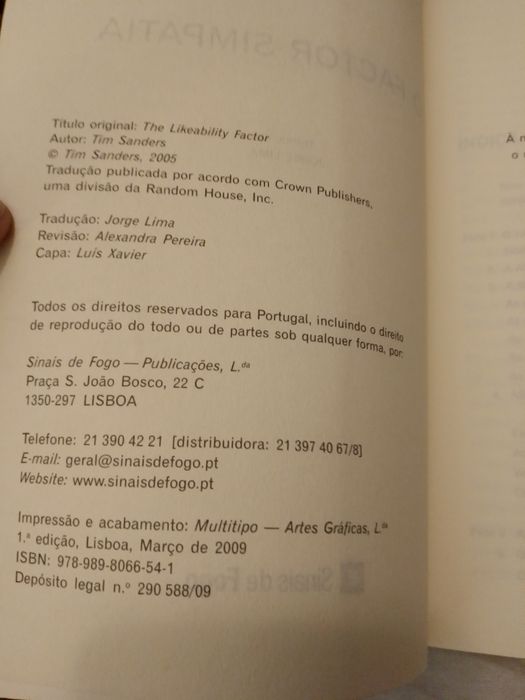 Título original: The Likeability Factor
Autor: Tim Sanders
© Tim Sanders, 2005
Tradução publicada por acordo com Crown Publishers,
uma divisão da Random House, Inc.
Tradução: Jorge Lima
Revisão: Alexandra Pereira
Capa: Luís Xavier
Todos os direitos reservados para Portugal, incluindo o direito
de reprodução do todo ou de partes sob qualquer forma, por:
Sinais de Fogo — Publicações, L.da
Praça S. João Bosco, 22 C
1350-297 LISBOA
Telefone: 21 390 42 21 [distribuidora: 21 397 40 67/8]
E-mail: geral@sinaisdefogo.pt
Website: www.sinaisdefogo.pt
Impressão e acabamento: Multitipo — Artes Gráficas, L.da
1.ª edição, Lisboa, Março de 2009
ISBN: 978-989-8066-54-1
Depósito legal n.º 290 588/09
FACTOR SIMPATIA
Sinais de Fogo
À
o